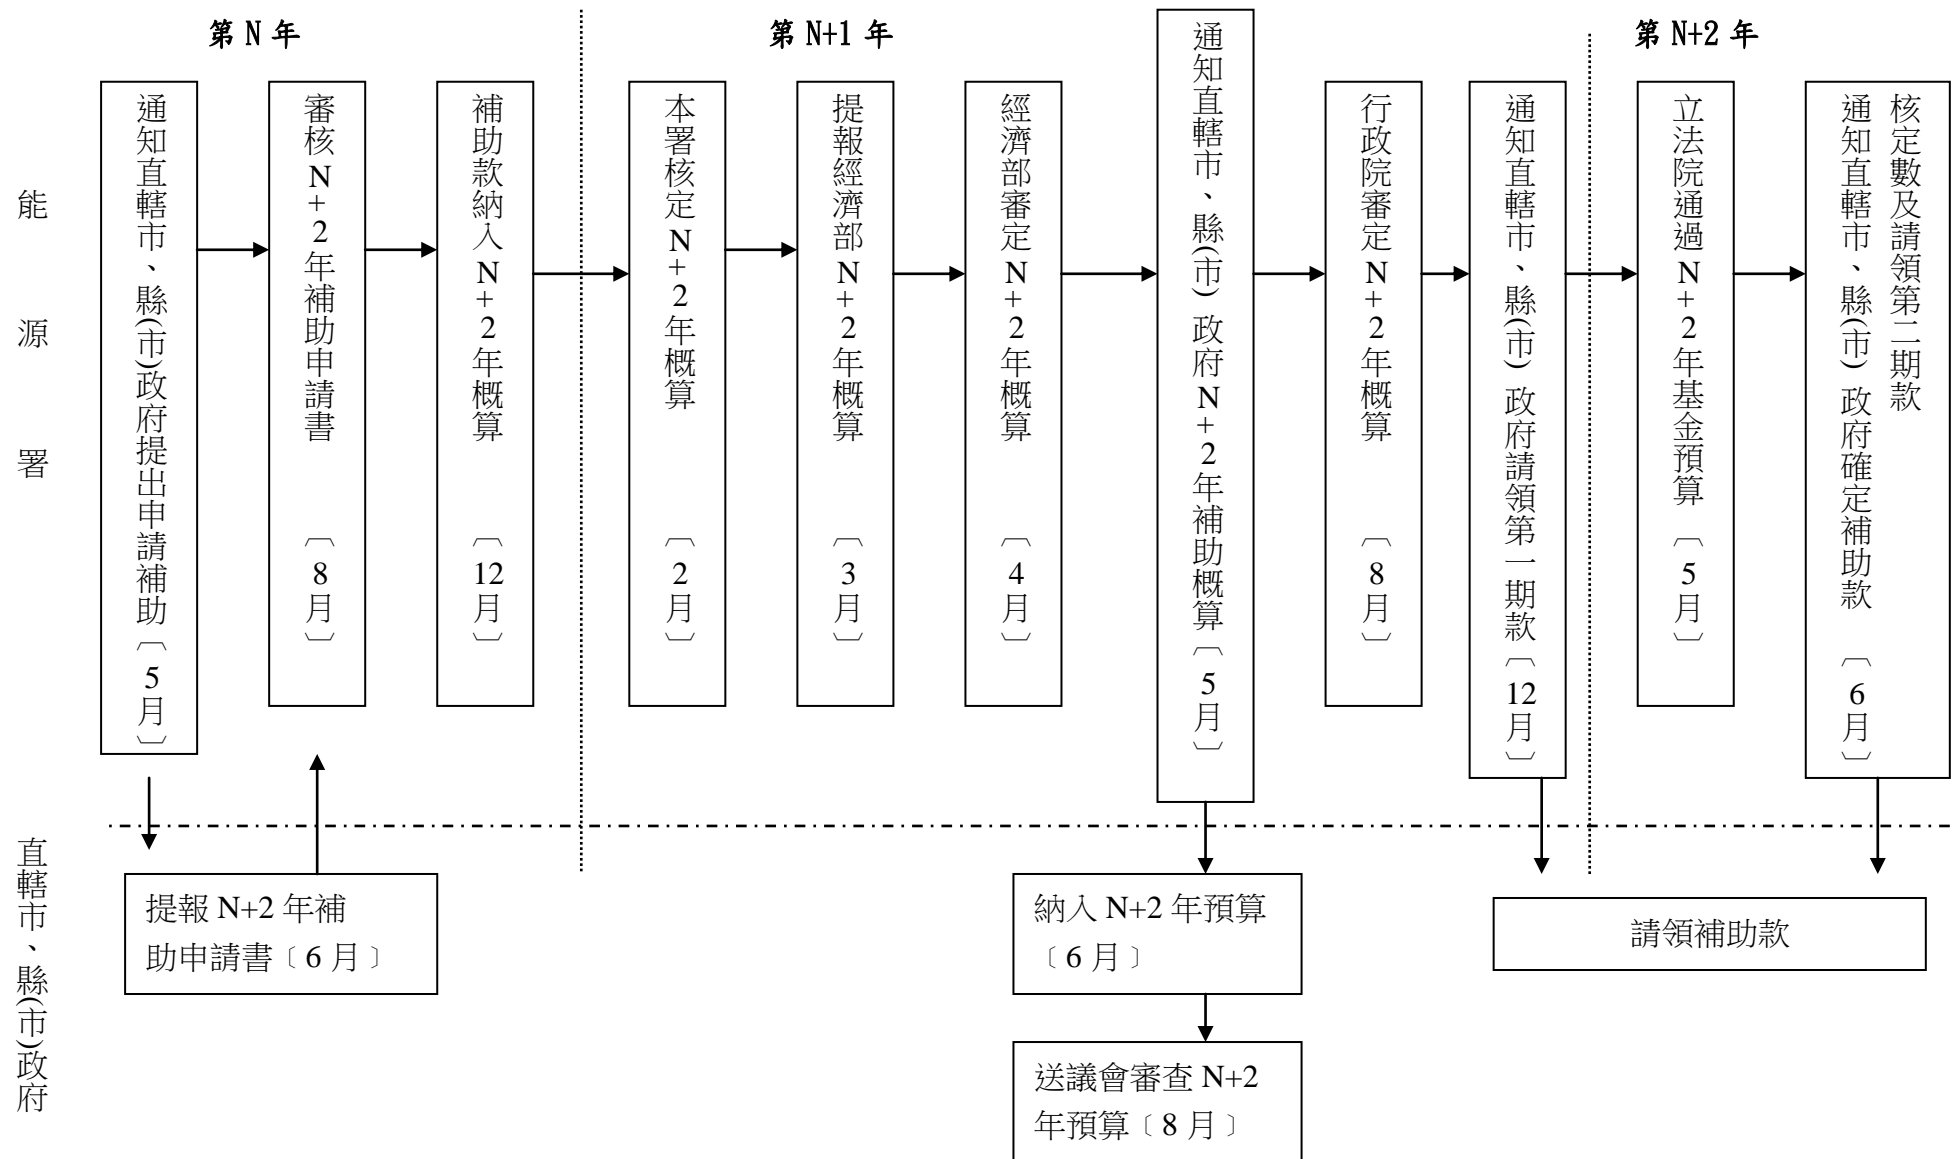 第 N 年
第 N+1 年
第 N+2 年
能源署
通知直轄市、縣(市)政府提出申請補助〔5月〕
審核N+2年補助申請書〔8月〕
補助款納入N+2年概算〔12月〕
本署核定N+2年概算〔2月〕
提報經濟部N+2年概算〔3月〕
經濟部審定N+2年概算〔4月〕
通知直轄市、縣(市)政府N+2年補助概算〔5月〕
行政院審定N+2年概算〔8月〕
通知直轄市、縣(市)政府請領第一期款〔12月〕
立法院通過N+2年基金預算〔5月〕
核定數及請領第二期款
通知直轄市、縣(市)政府確定補助款〔6月〕
直轄市、縣(市)政府
提報 N+2 年補
助申請書﹝6 月﹞
納入 N+2 年預算
﹝6 月﹞
送議會審查 N+2
年預算﹝8 月﹞
請領補助款